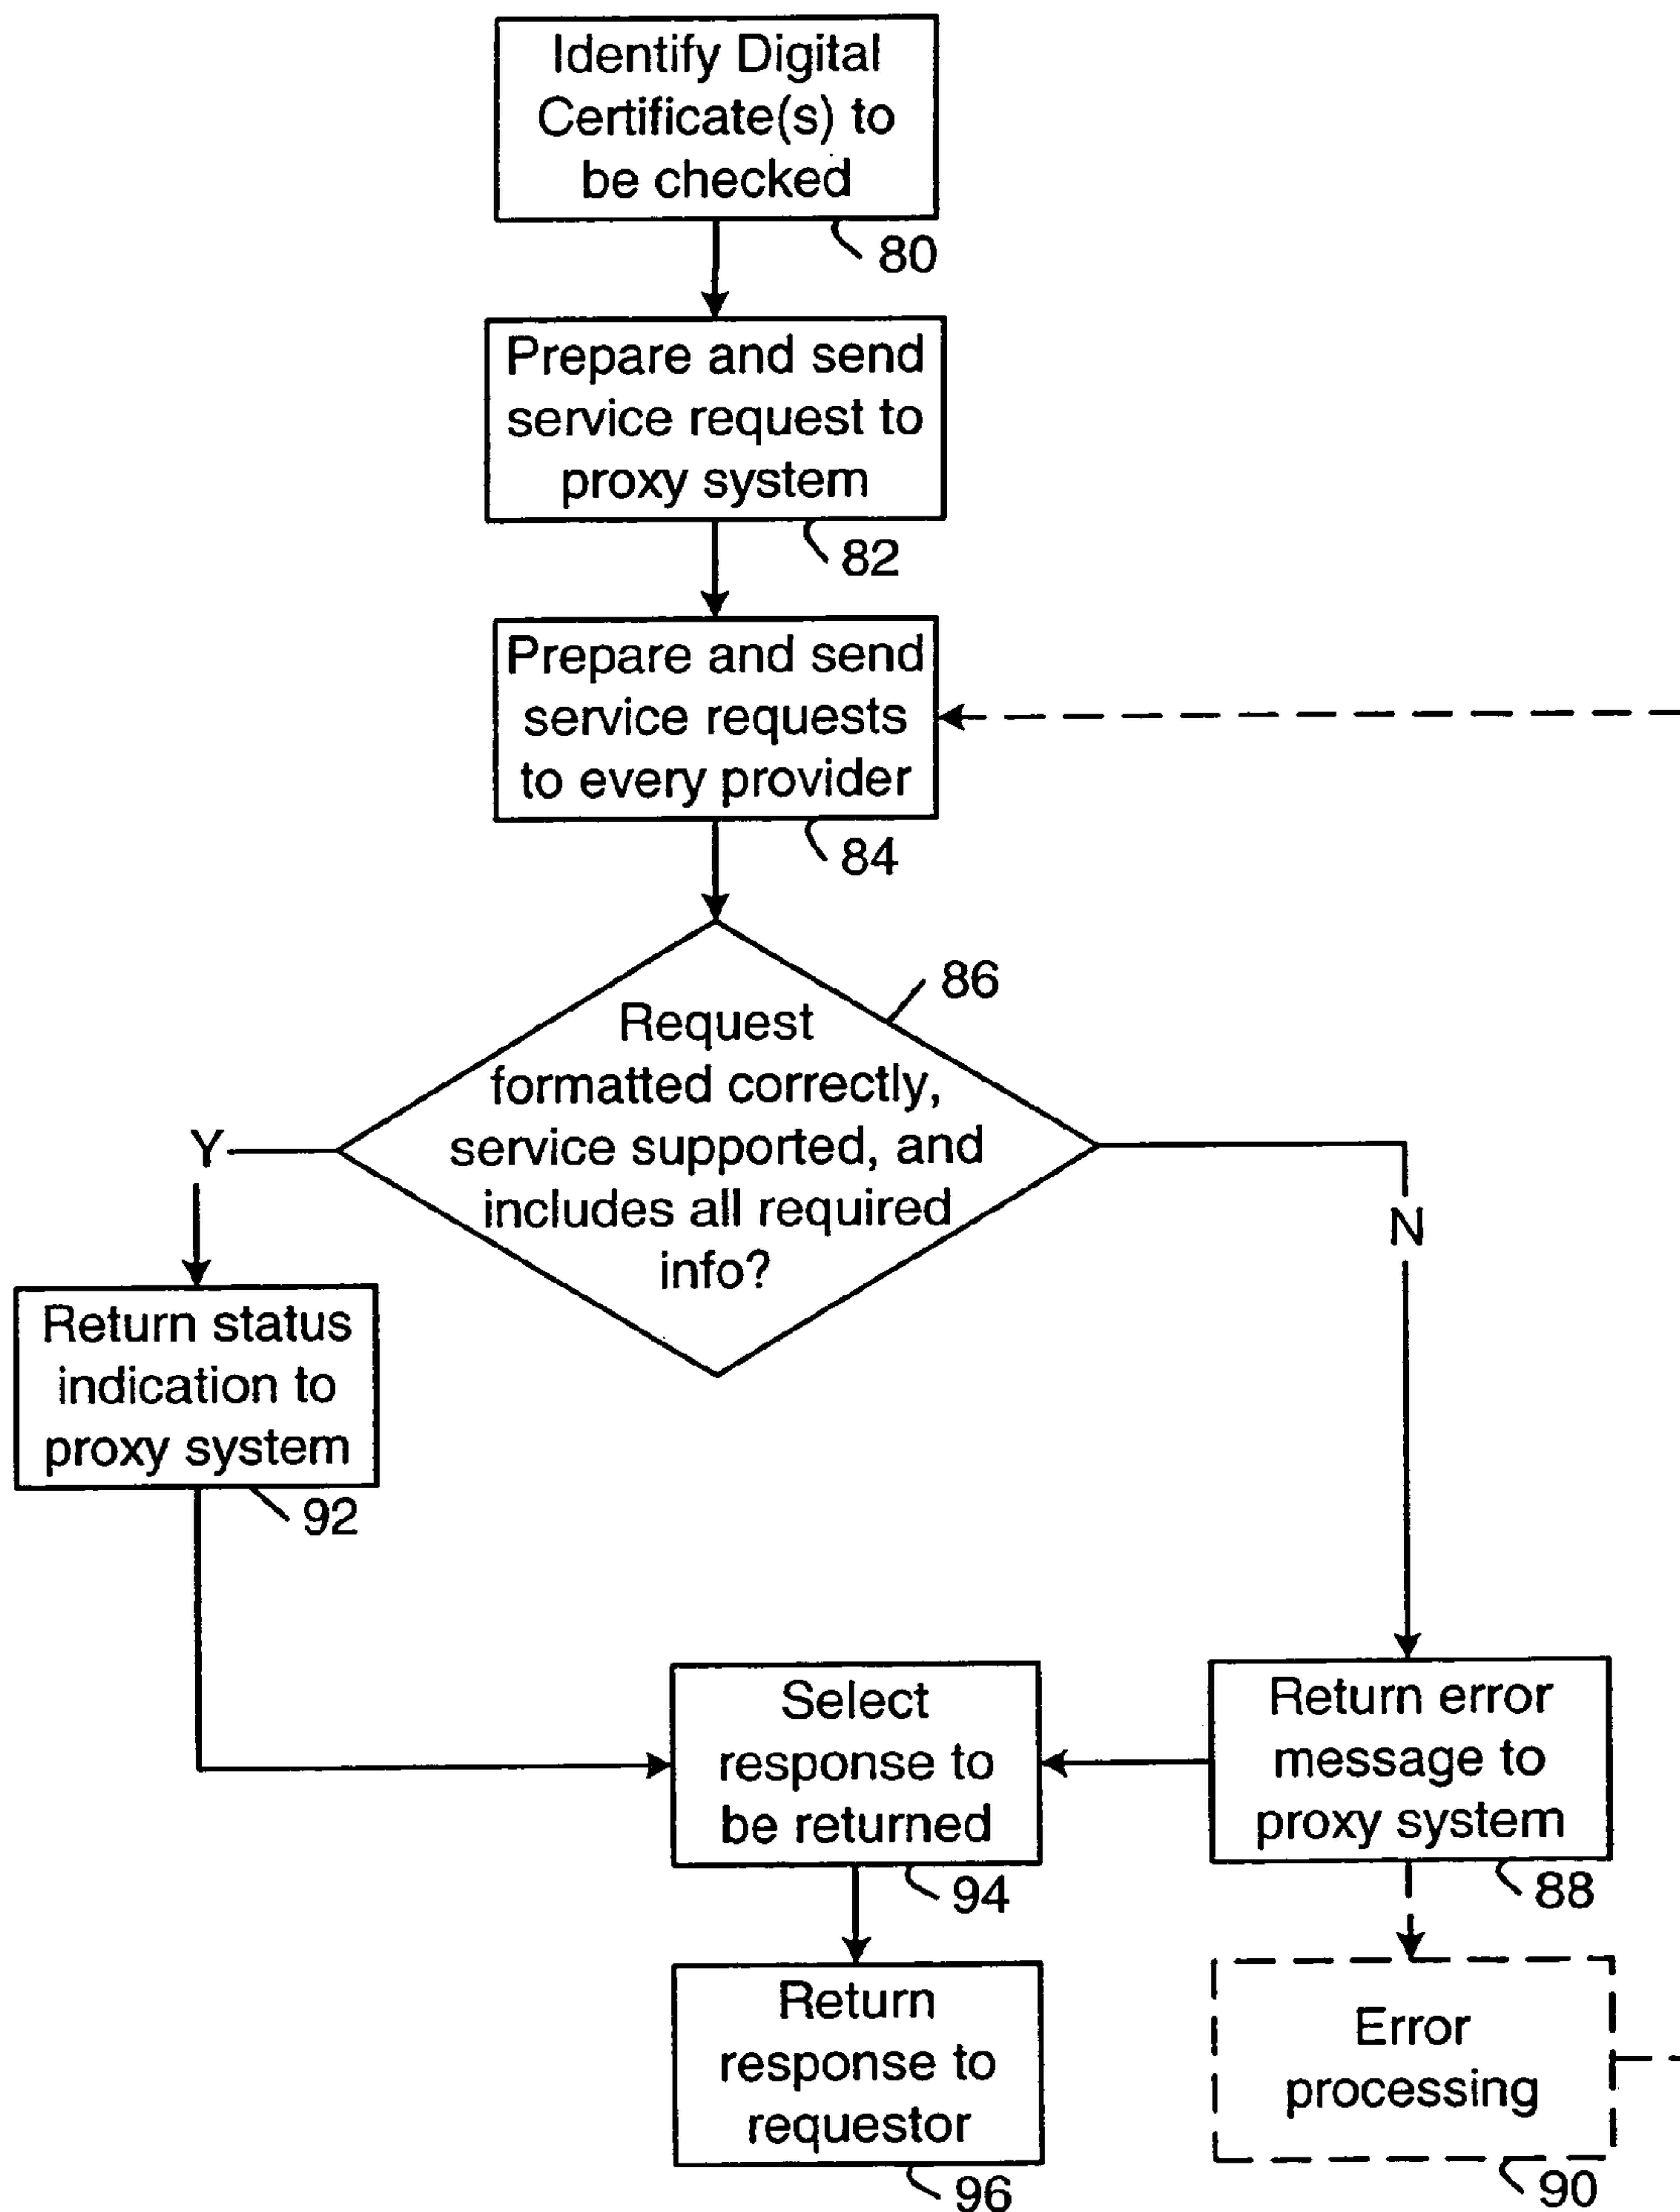 Identify Digital
Certificate(s) to
be checked
80
Prepare and send
service request to
proxy system
82
Prepare and send
service requests
to every provider
84
86
Request
formatted correctly,
service supported, and
includes all required
info?
Y
N
Return status
indication to
proxy system
92
Select
response to
be returned
94
Return error
message to
proxy system
88
Return
response to
requestor
96
Error
processing
90